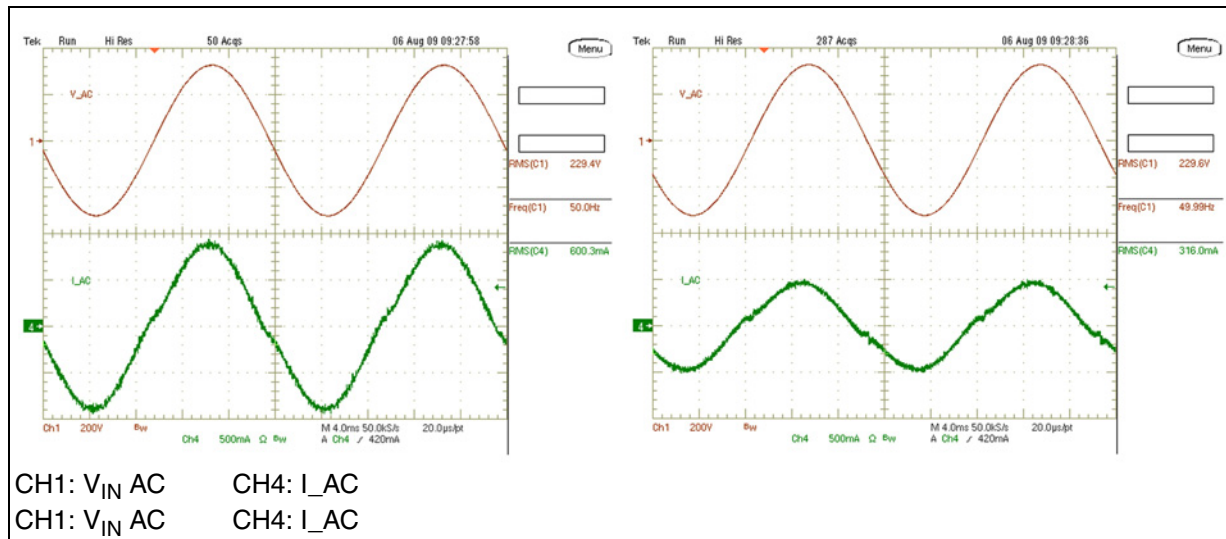 Tek Run Hi Res 50 Acqs 06 Aug 09 09:27:58
Menu
V_AC
1
RMS(C1) 229.4V
Freq(C1) 50.0Hz
RMS(C4) 600.3mA
I_AC
4
Ch1 200V Bw M 4.0ms 50.0kS/s 20.0µs/pt
Ch4 500mA Ω Bw A Ch4 / 420mA
Tek Run Hi Res 287 Acqs 06 Aug 09 09:28:36
Menu
V_AC
1
RMS(C1) 229.6V
Freq(C1) 49.99Hz
RMS(C4) 316.0mA
I_AC
4
Ch1 200V Bw M 4.0ms 50.0kS/s 20.0µs/pt
Ch4 500mA Ω Bw A Ch4 / 420mA
CH1: VIN AC CH4: I_AC
CH1: VIN AC CH4: I_AC